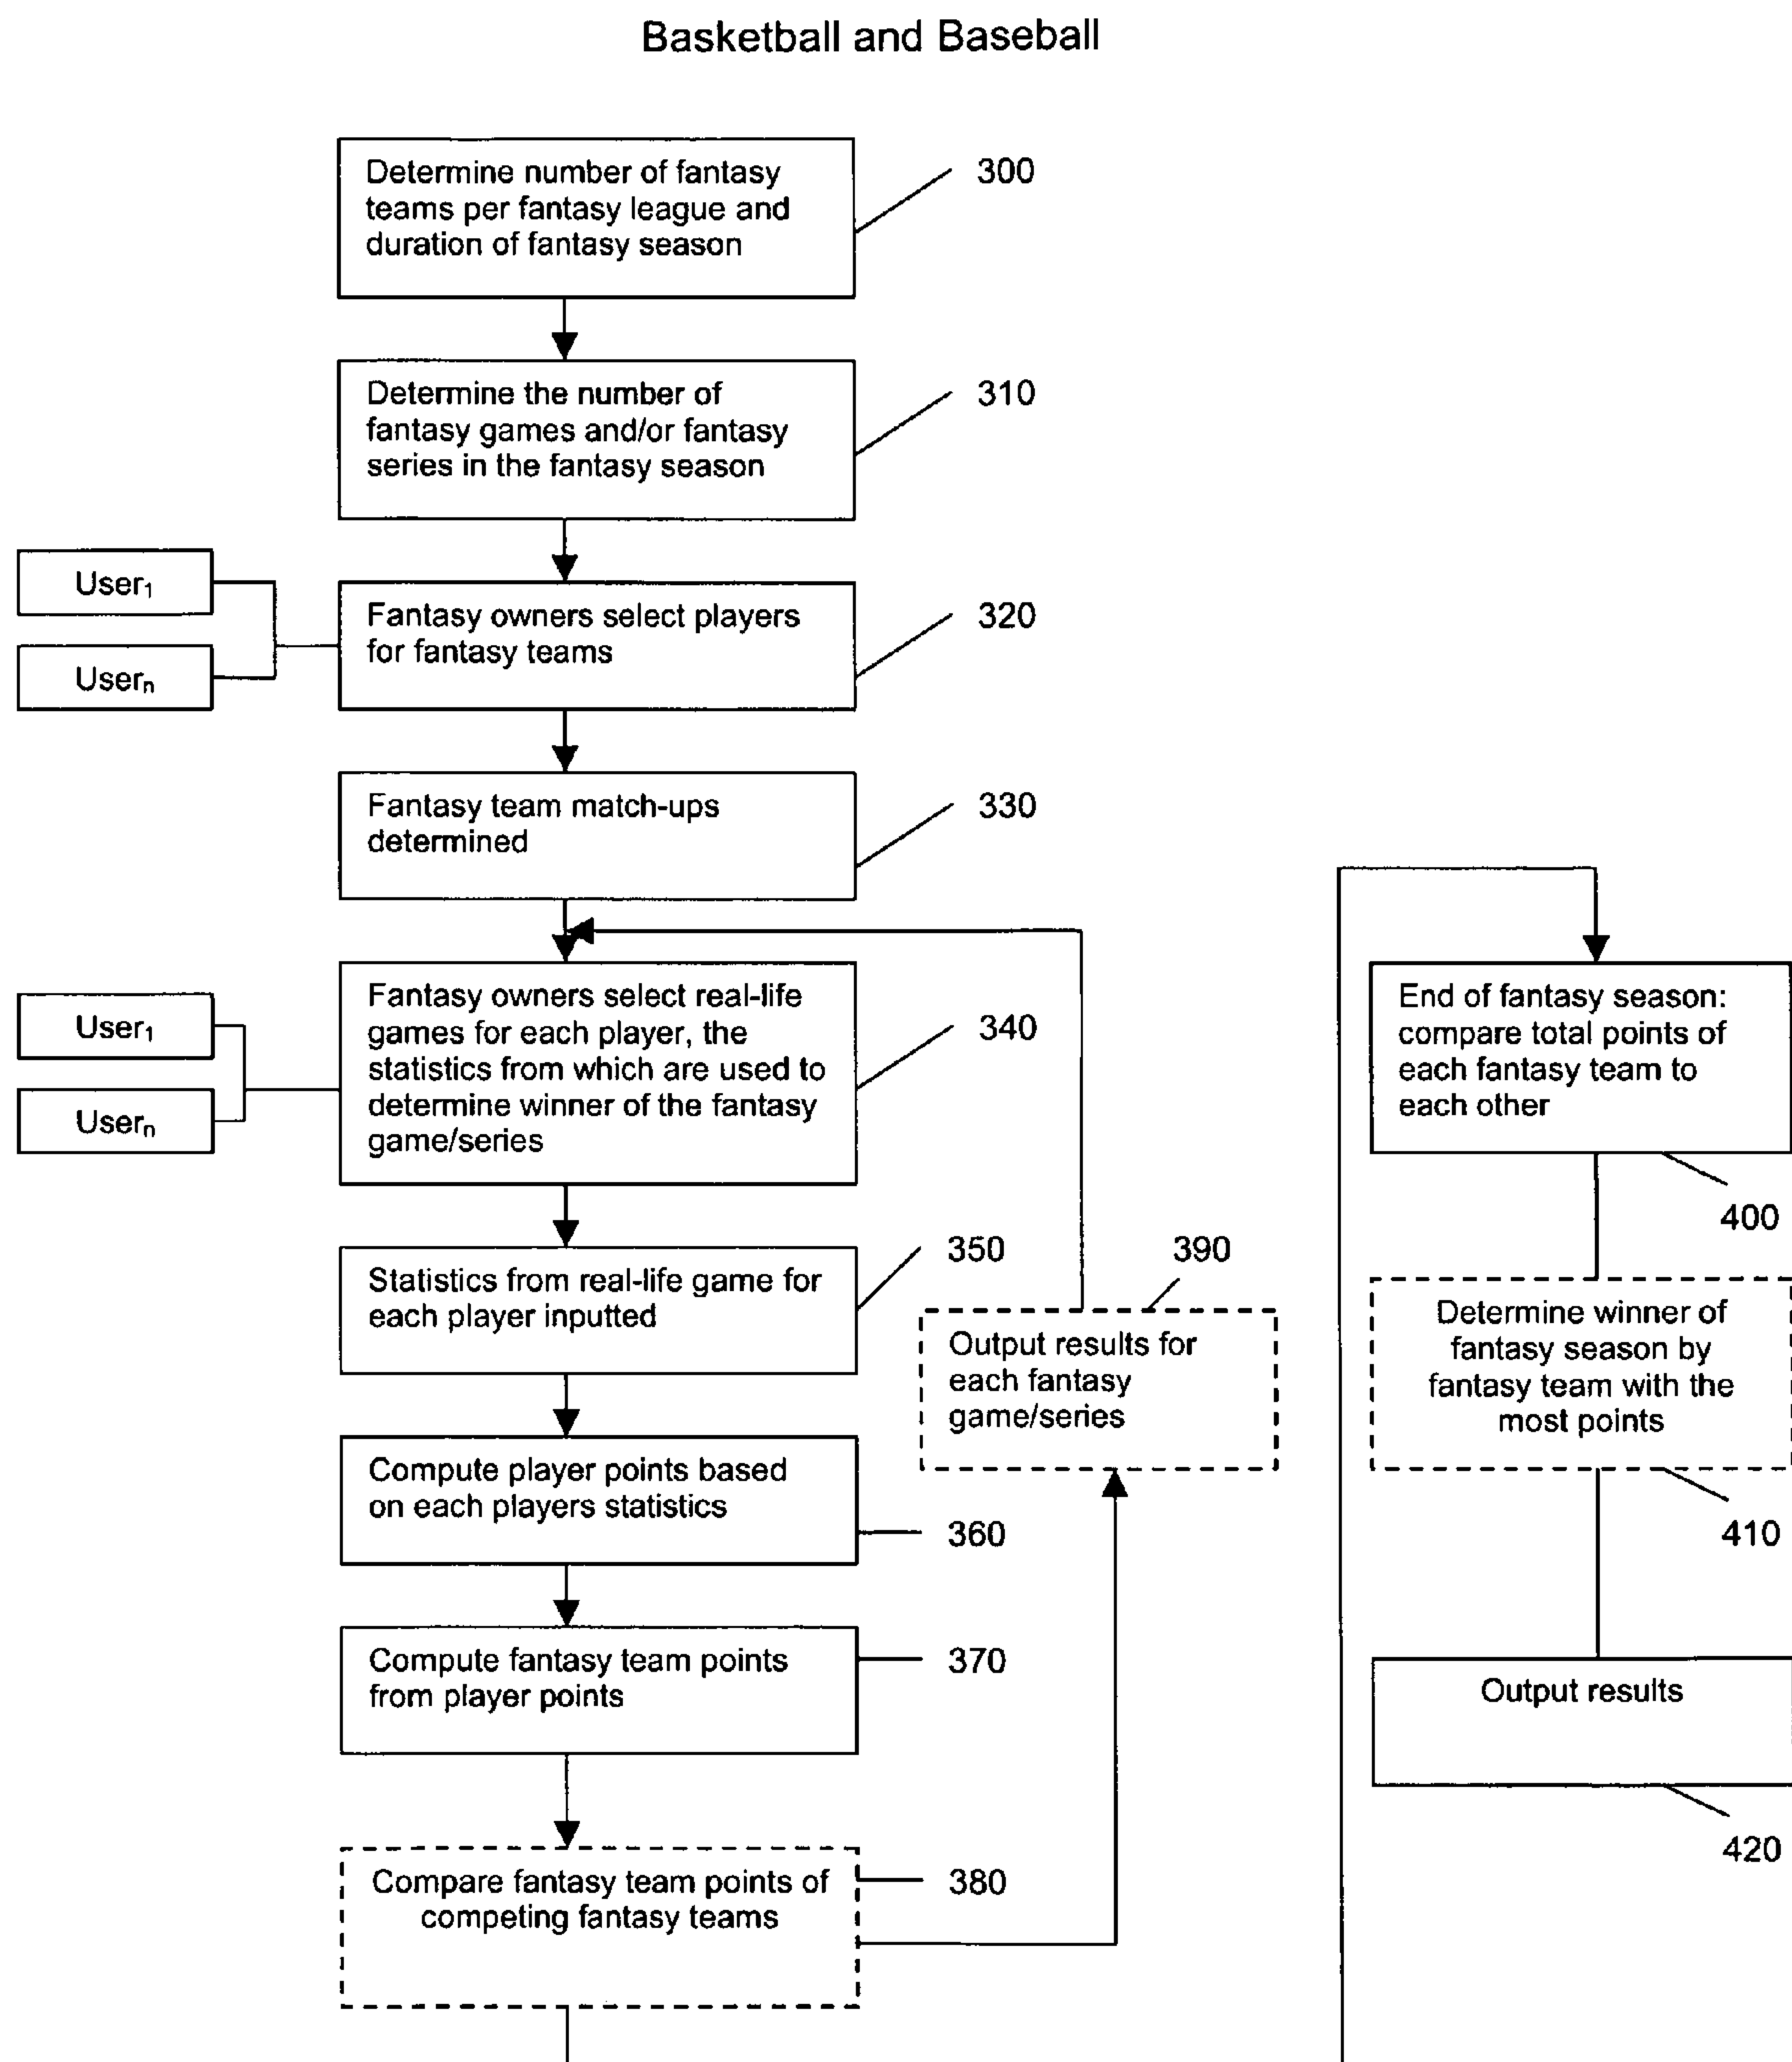 Basketball and Baseball
Determine number of fantasy
teams per fantasy league and
duration of fantasy season
300
Determine the number of
fantasy games and/or fantasy
series in the fantasy season
310
User1
Usern
Fantasy owners select players
for fantasy teams
320
Fantasy team match-ups
determined
330
User1
Usern
Fantasy owners select real-life
games for each player, the
statistics from which are used to
determine winner of the fantasy
game/series
340
Statistics from real-life game for
each player inputted
350
Compute player points based
on each players statistics
360
Compute fantasy team points
from player points
370
Compare fantasy team points of
competing fantasy teams
380
390
Output results for
each fantasy
game/series
End of fantasy season:
compare total points of
each fantasy team to
each other
400
Determine winner of
fantasy season by
fantasy team with the
most points
410
Output results
420